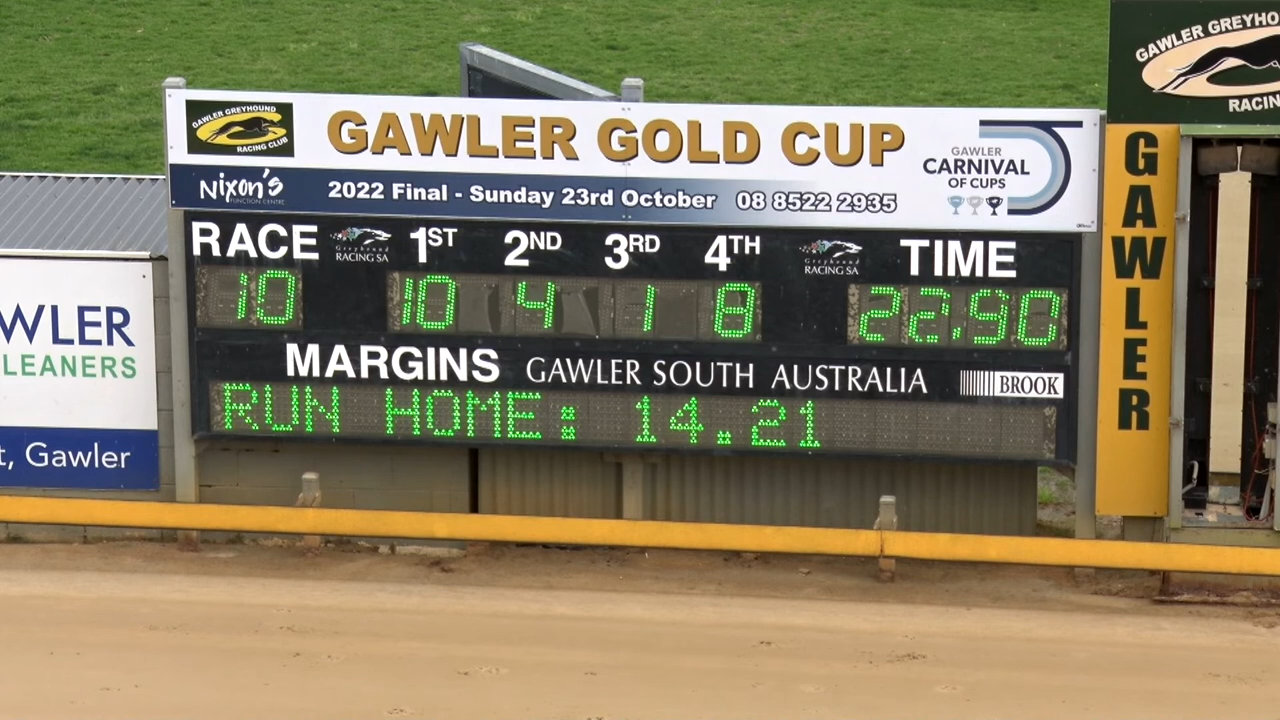 GAWLER GREYHOUND
RACING CLUB
GAWLER GOLD CUP
GAWLER
CARNIVAL
OF CUPS
Nixon's
FUNCTION CENTRE
2022 Final - Sunday 23rd October 08 8522 2935
RACE Greyhound RACING SA 1ST 2ND 3RD 4TH Greyhound RACING SA TIME
10 10 4 1 8 22.90
MARGINS GAWLER SOUTH AUSTRALIA BROOK
RUN HOME: 14.21
WLER
LEANERS
t, Gawler
GAWLER GREYHO
RACIN
GAWLER